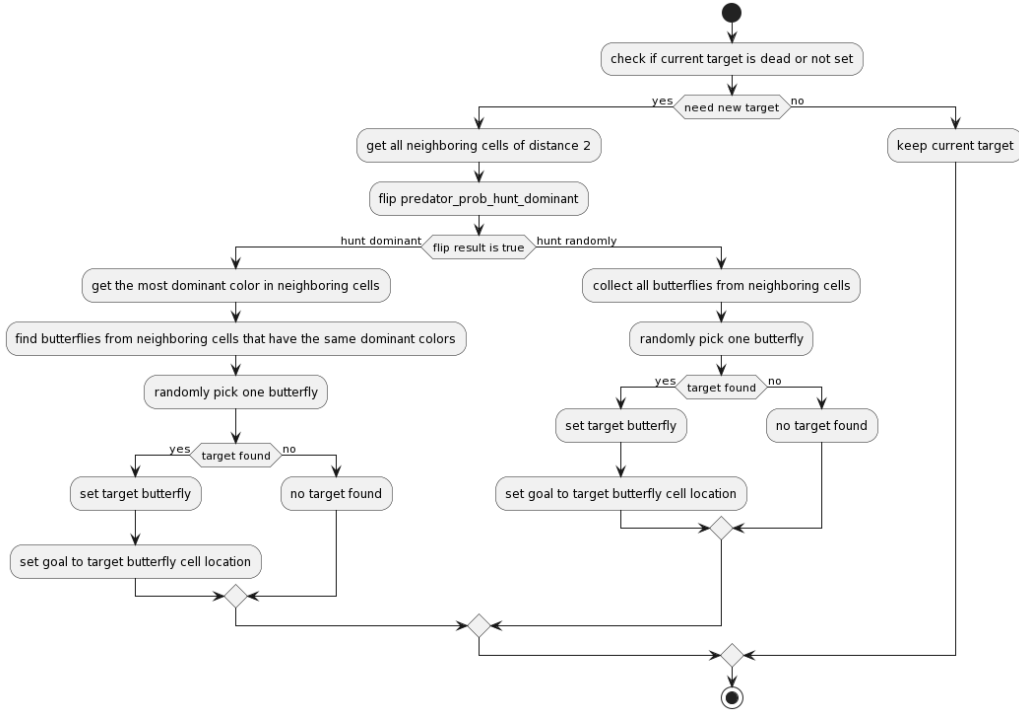 check if current target is dead or not set
yes
need new target
no
get all neighboring cells of distance 2
keep current target
flip predator_prob_hunt_dominant
hunt dominant
flip result is true
hunt randomly
get the most dominant color in neighboring cells
find butterflies from neighboring cells that have the same dominant colors
randomly pick one butterfly
yes
target found
no
set target butterfly
no target found
set goal to target butterfly cell location
collect all butterflies from neighboring cells
randomly pick one butterfly
yes
target found
no
set target butterfly
no target found
set goal to target butterfly cell location